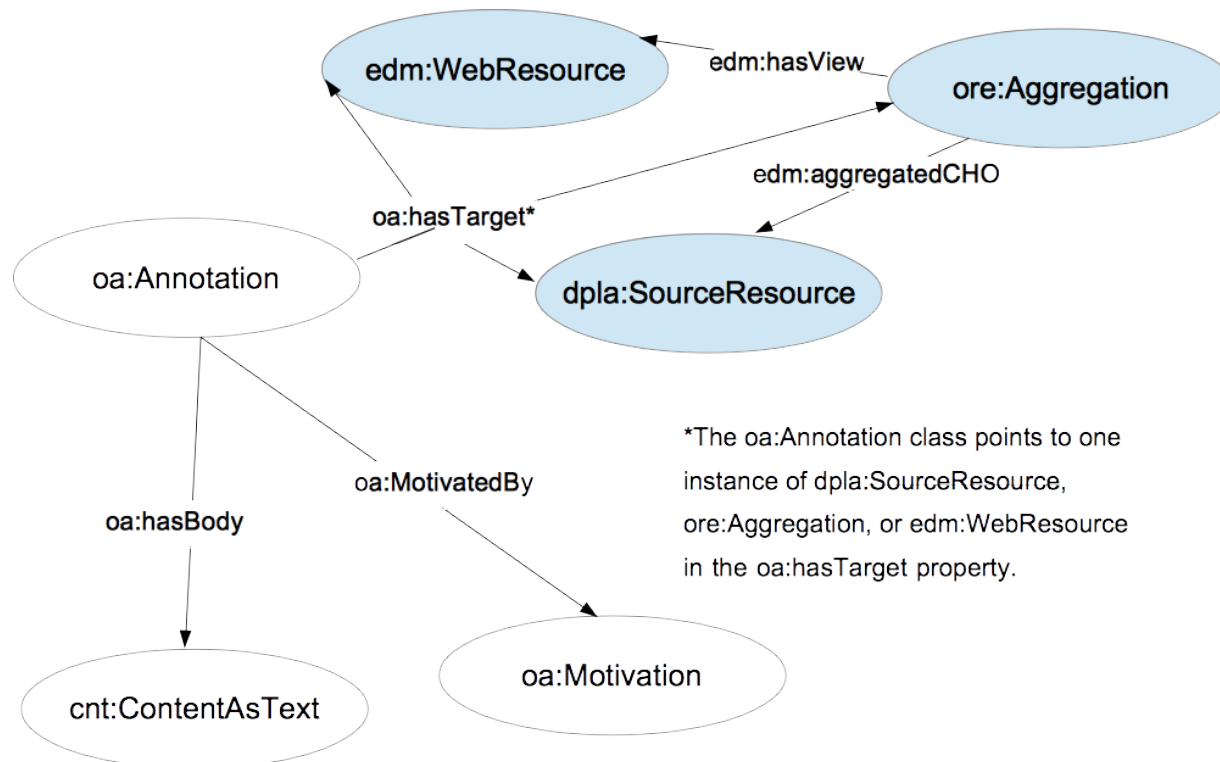 edm:WebResource
edm:hasView
ore:Aggregation
edm:aggregatedCHO
oa:hasTarget*
oa:Annotation
dpla:SourceResource
*The oa:Annotation class points to one
instance of dpla:SourceResource,
ore:Aggregation, or edm:WebResource
in the oa:hasTarget property.
oa:MotivatedBy
oa:hasBody
oa:Motivation
cnt:ContentAsText